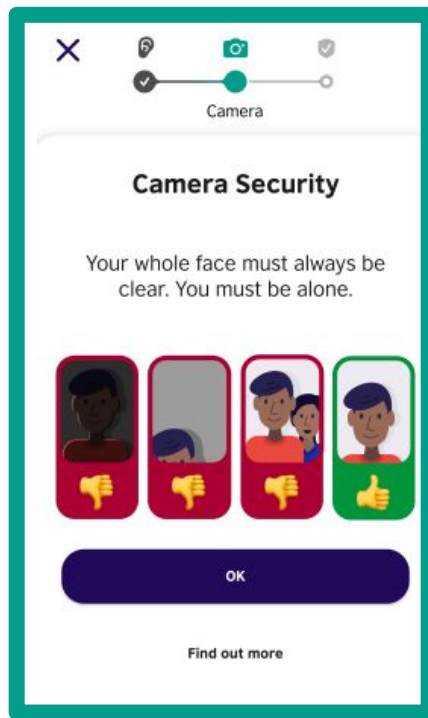 Camera
Camera Security
Your whole face must always be
clear. You must be alone.
OK
Find out more